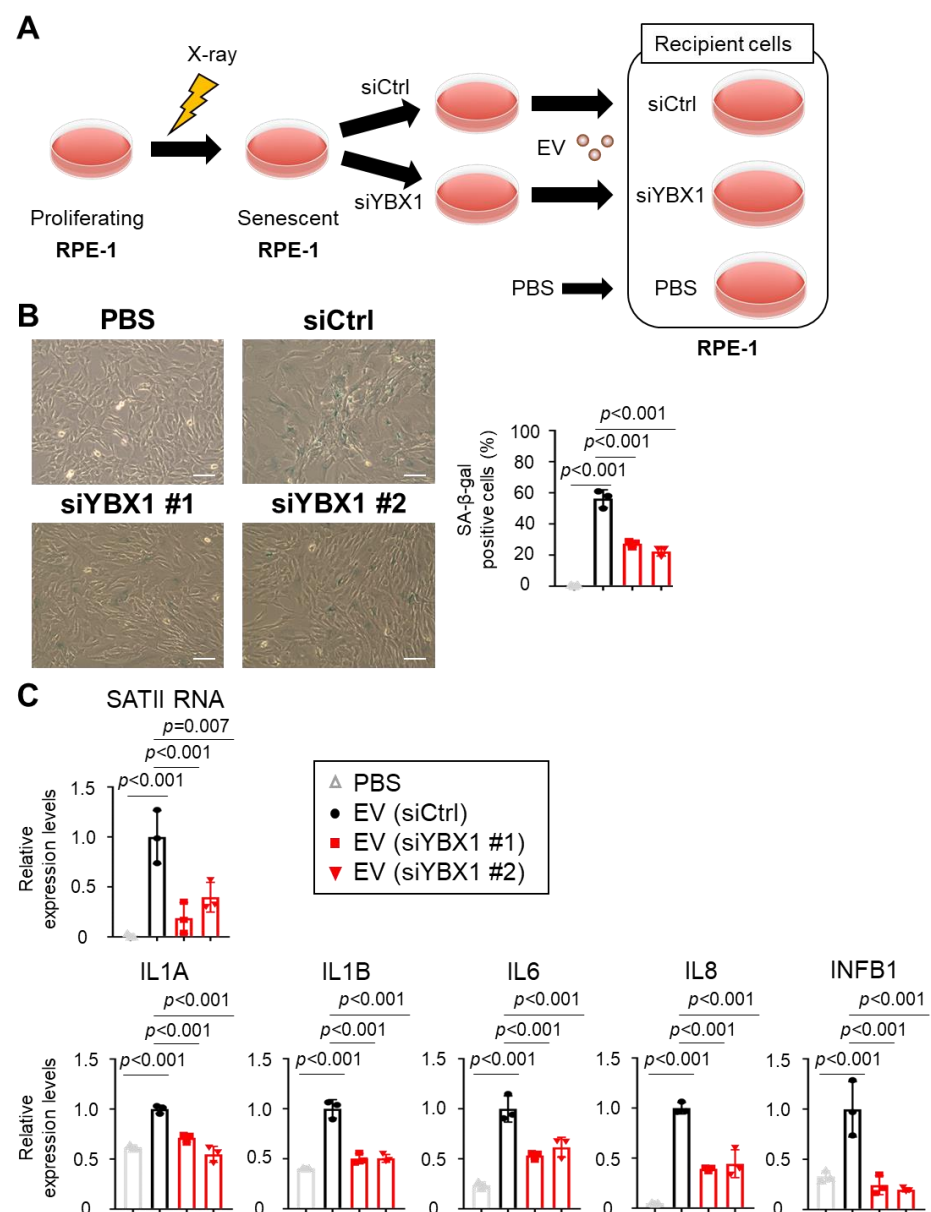 A
X-ray
Recipient cells
siCtrl
siCtrl
EV
siYBX1
siYBX1
Proliferating
RPE-1
Senescent
RPE-1
PBS
PBS
RPE-1
B
PBS
siCtrl
siYBX1 #1
siYBX1 #2
p<0.001
p<0.001
p<0.001
SA-β-gal
positive cells (%)
100
80
60
40
20
0
C
SATII RNA
p=0.007
p<0.001
p<0.001
Relative
expression levels
1.5
1.0
0.5
0
PBS
EV (siCtrl)
EV (siYBX1 #1)
EV (siYBX1 #2)
IL1A
p<0.001
p<0.001
p<0.001
Relative
expression levels
1.5
1.0
0.5
0
IL1B
p<0.001
p<0.001
p<0.001
1.5
1.0
0.5
0
IL6
p<0.001
p<0.001
p<0.001
1.5
1.0
0.5
0
IL8
p<0.001
p<0.001
p<0.001
1.5
1.0
0.5
0
INFB1
p<0.001
p<0.001
p<0.001
1.5
1.0
0.5
0